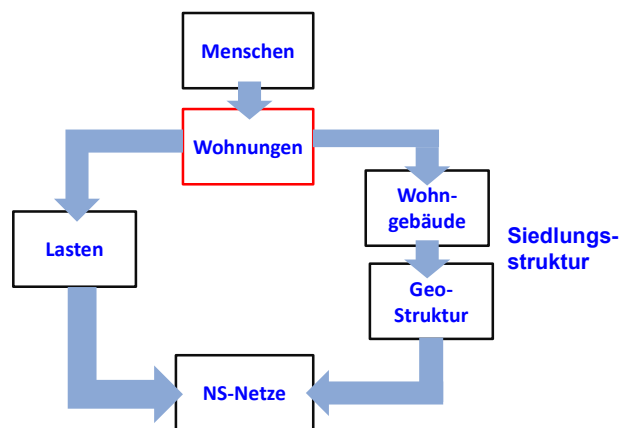 Menschen
Wohnungen
Wohn-
gebäude
Siedlungs-
struktur
Lasten
Geo-
Struktur
NS-Netze